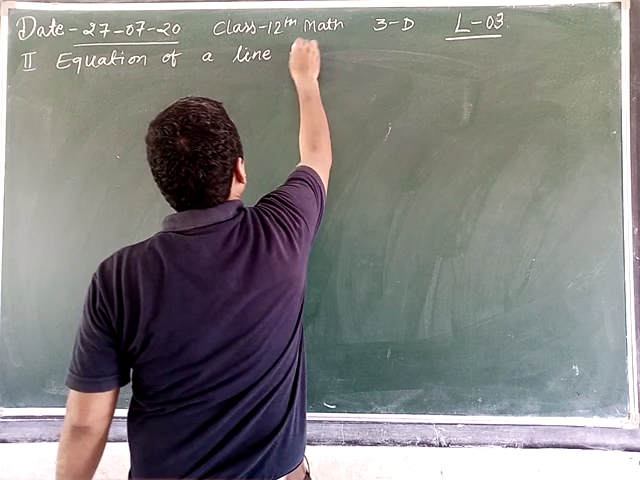 Date - 27-07-20 Class-12th Math 3-D L-03
II Equation of a line